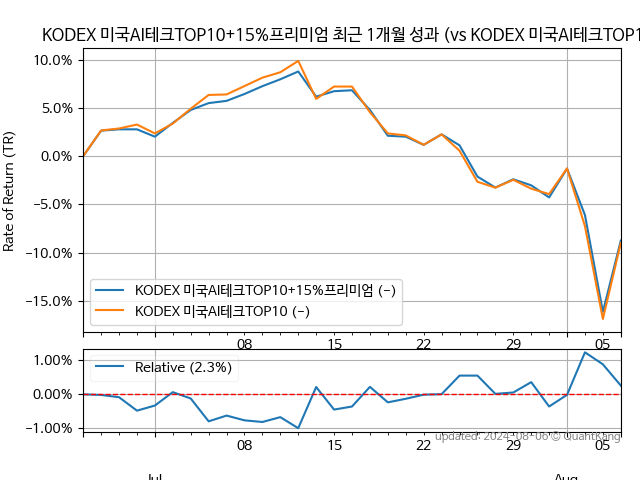 KODEX 미국AI테크TOP10+15%프리미엄 최근 1개월 성과 (vs KODEX 미국AI테크TOP1
10.0%
5.0%
0.0%
−5.0%
−10.0%
−15.0%
Rate of Return (TR)
KODEX 미국AI테크TOP10+15%프리미엄 (-)
KODEX 미국AI테크TOP10 (-)
08 15 22 29 05
1.00%
0.00%
−1.00%
Relative (2.3%)
08 15 22 29 05
updated: 2024-08-06 © QuantKang
Jul Aug